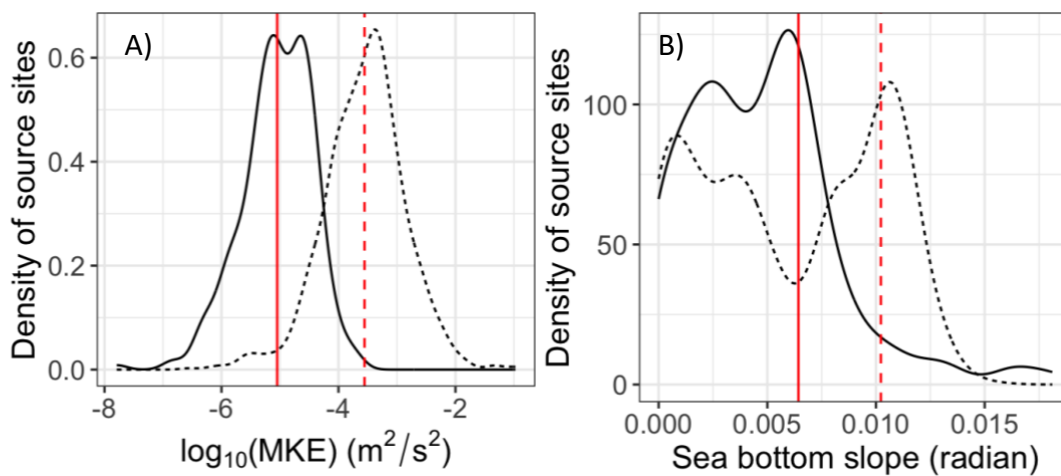 A)
Density of source sites
0.6
0.4
0.2
0.0
-8
-6
-4
-2
log₁₀(MKE) (m²/s²)
B)
Density of source sites
100
50
0
0.000
0.005
0.010
0.015
Sea bottom slope (radian)